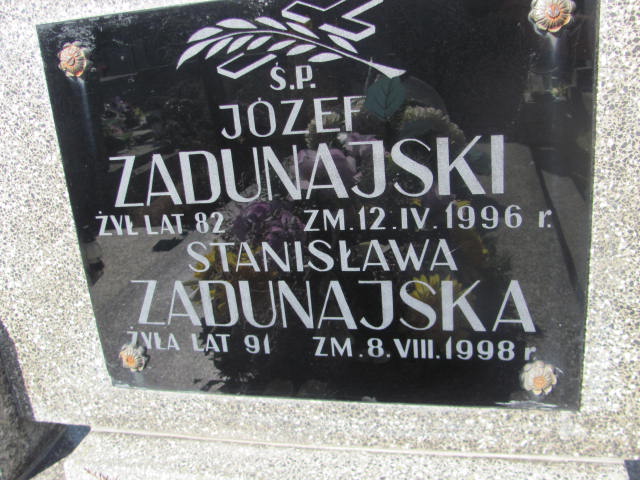 Ś.P.
JÓZEF
ZADUNAJSKI
ŻYŁ LAT 82 ZM. 12. IV. 1996 r.
STANISŁAWA
ZADUNAJSKA
ŻYŁA LAT 91 ZM. 8. VIII. 1998 r.